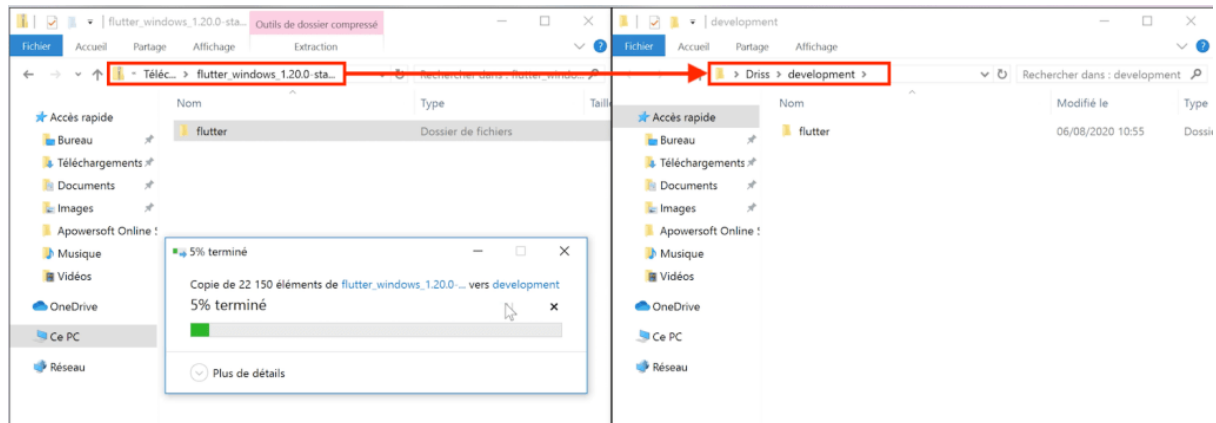 flutter_windows_1.20.0-sta... Outils de dossier compressé
Fichier Accueil Partage Affichage Extraction
Téléc... > flutter_windows_1.20.0-sta... Rechercher dans : flutter_windo...
Nom Type Taille
Accès rapide
flutter Dossier de fichiers
Bureau
Téléchargements
Documents
Images
Apowersoft Online S
Musique
Vidéos
OneDrive
Ce PC
Réseau
5% terminé
Copie de 22 150 éléments de flutter_windows_1.20.0-... vers development
5% terminé
Plus de détails
development
Fichier Accueil Partage Affichage
> Driss > development > Rechercher dans : development
Nom Modifié le Type
Accès rapide
flutter 06/08/2020 10:55 Dossi
Bureau
Téléchargements
Documents
Images
Apowersoft Online S
Musique
Vidéos
OneDrive
Ce PC
Réseau